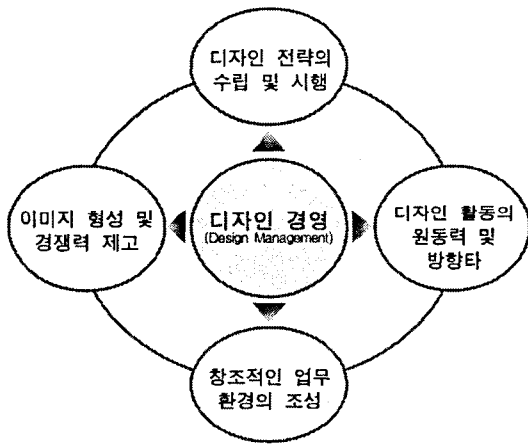 디자인 전략의
수립 및 시행
이미지 형성 및
경쟁력 제고
디자인 경영
(Design Management)
디자인 활동의
원동력 및
방향타
창조적인 업무
환경의 조성